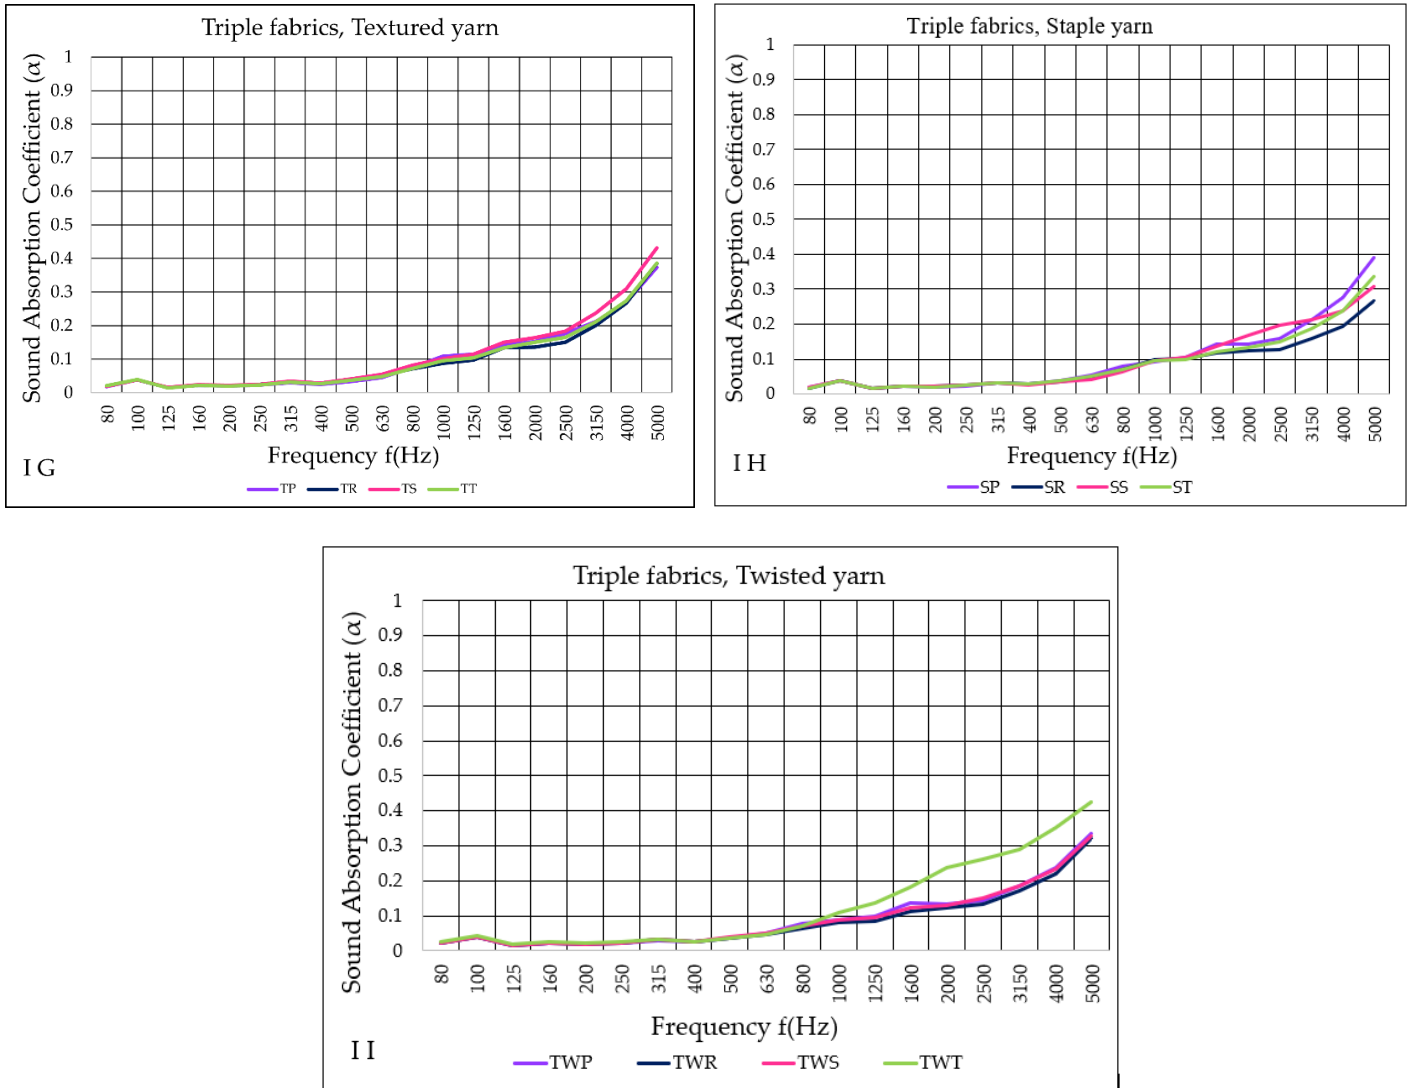 Triple fabrics, Textured yarn
Sound Absorption Coefficient (α)
1
0.9
0.8
0.7
0.6
0.5
0.4
0.3
0.2
0.1
0
80 100 125 160 200 250 315 400 500 630 800 1000 1250 1600 2000 2500 3150 4000 5000
Frequency f(Hz)
I G
TP TR TS TT
Triple fabrics, Staple yarn
Sound Absorption Coefficient (α)
1
0.9
0.8
0.7
0.6
0.5
0.4
0.3
0.2
0.1
0
80 100 125 160 200 250 315 400 500 630 800 1000 1250 1600 2000 2500 3150 4000 5000
Frequency f(Hz)
I H
SP SR SS ST
Triple fabrics, Twisted yarn
Sound Absorption Coefficient (α)
1
0.9
0.8
0.7
0.6
0.5
0.4
0.3
0.2
0.1
0
80 100 125 160 200 250 315 400 500 630 800 1000 1250 1600 2000 2500 3150 4000 5000
Frequency f(Hz)
I I
TWP TWR TWS TWT